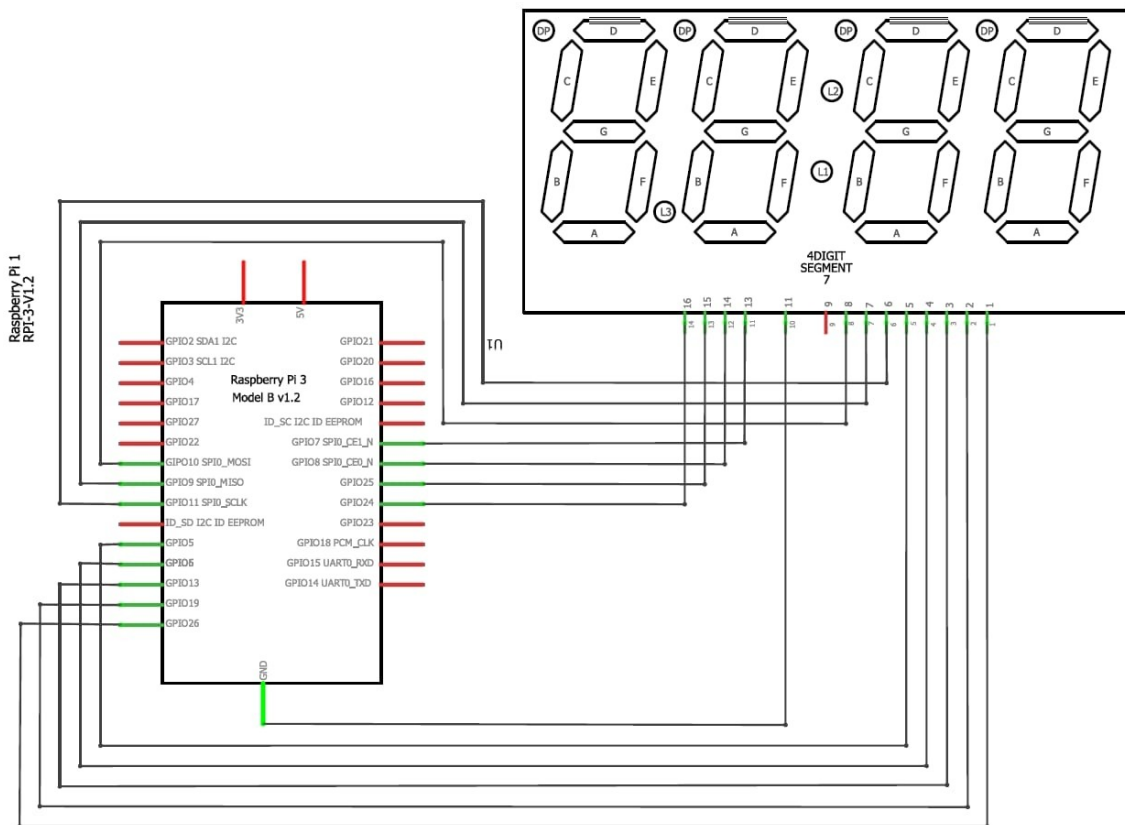 DP
D
DP
D
DP
D
DP
D
C
E
C
E
L2
C
E
C
E
G
G
G
G
B
F
B
F
L1
B
F
B
F
L3
A
A
A
A
4DIGIT
SEGMENT
7
16
15
14
13
11
9
8
7
6
5
4
3
2
1
14
13
12
11
10
9
8
7
6
5
4
3
2
1
Raspberry Pi 1
RPI-3-V1.2
3V3
5V
U1
GPIO2 SDA1 I2C
GPIO21
GPIO3 SCL1 I2C
GPIO20
GPIO4
Raspberry Pi 3
GPIO16
GPIO17
Model B v1.2
GPIO12
GPIO27
ID_SC I2C ID EEPROM
GPIO22
GPIO7 SPI0_CE1_N
GIPO10 SPI0_MOSI
GPIO8 SPI0_CE0_N
GPIO9 SPI0_MISO
GPIO25
GPIO11 SPI0_SCLK
GPIO24
ID_SD I2C ID EEPROM
GPIO23
GPIO5
GPIO18 PCM_CLK
GPIO6
GPIO15 UART0_RXD
GPIO13
GPIO14 UART0_TXD
GPIO19
GPIO26
GND